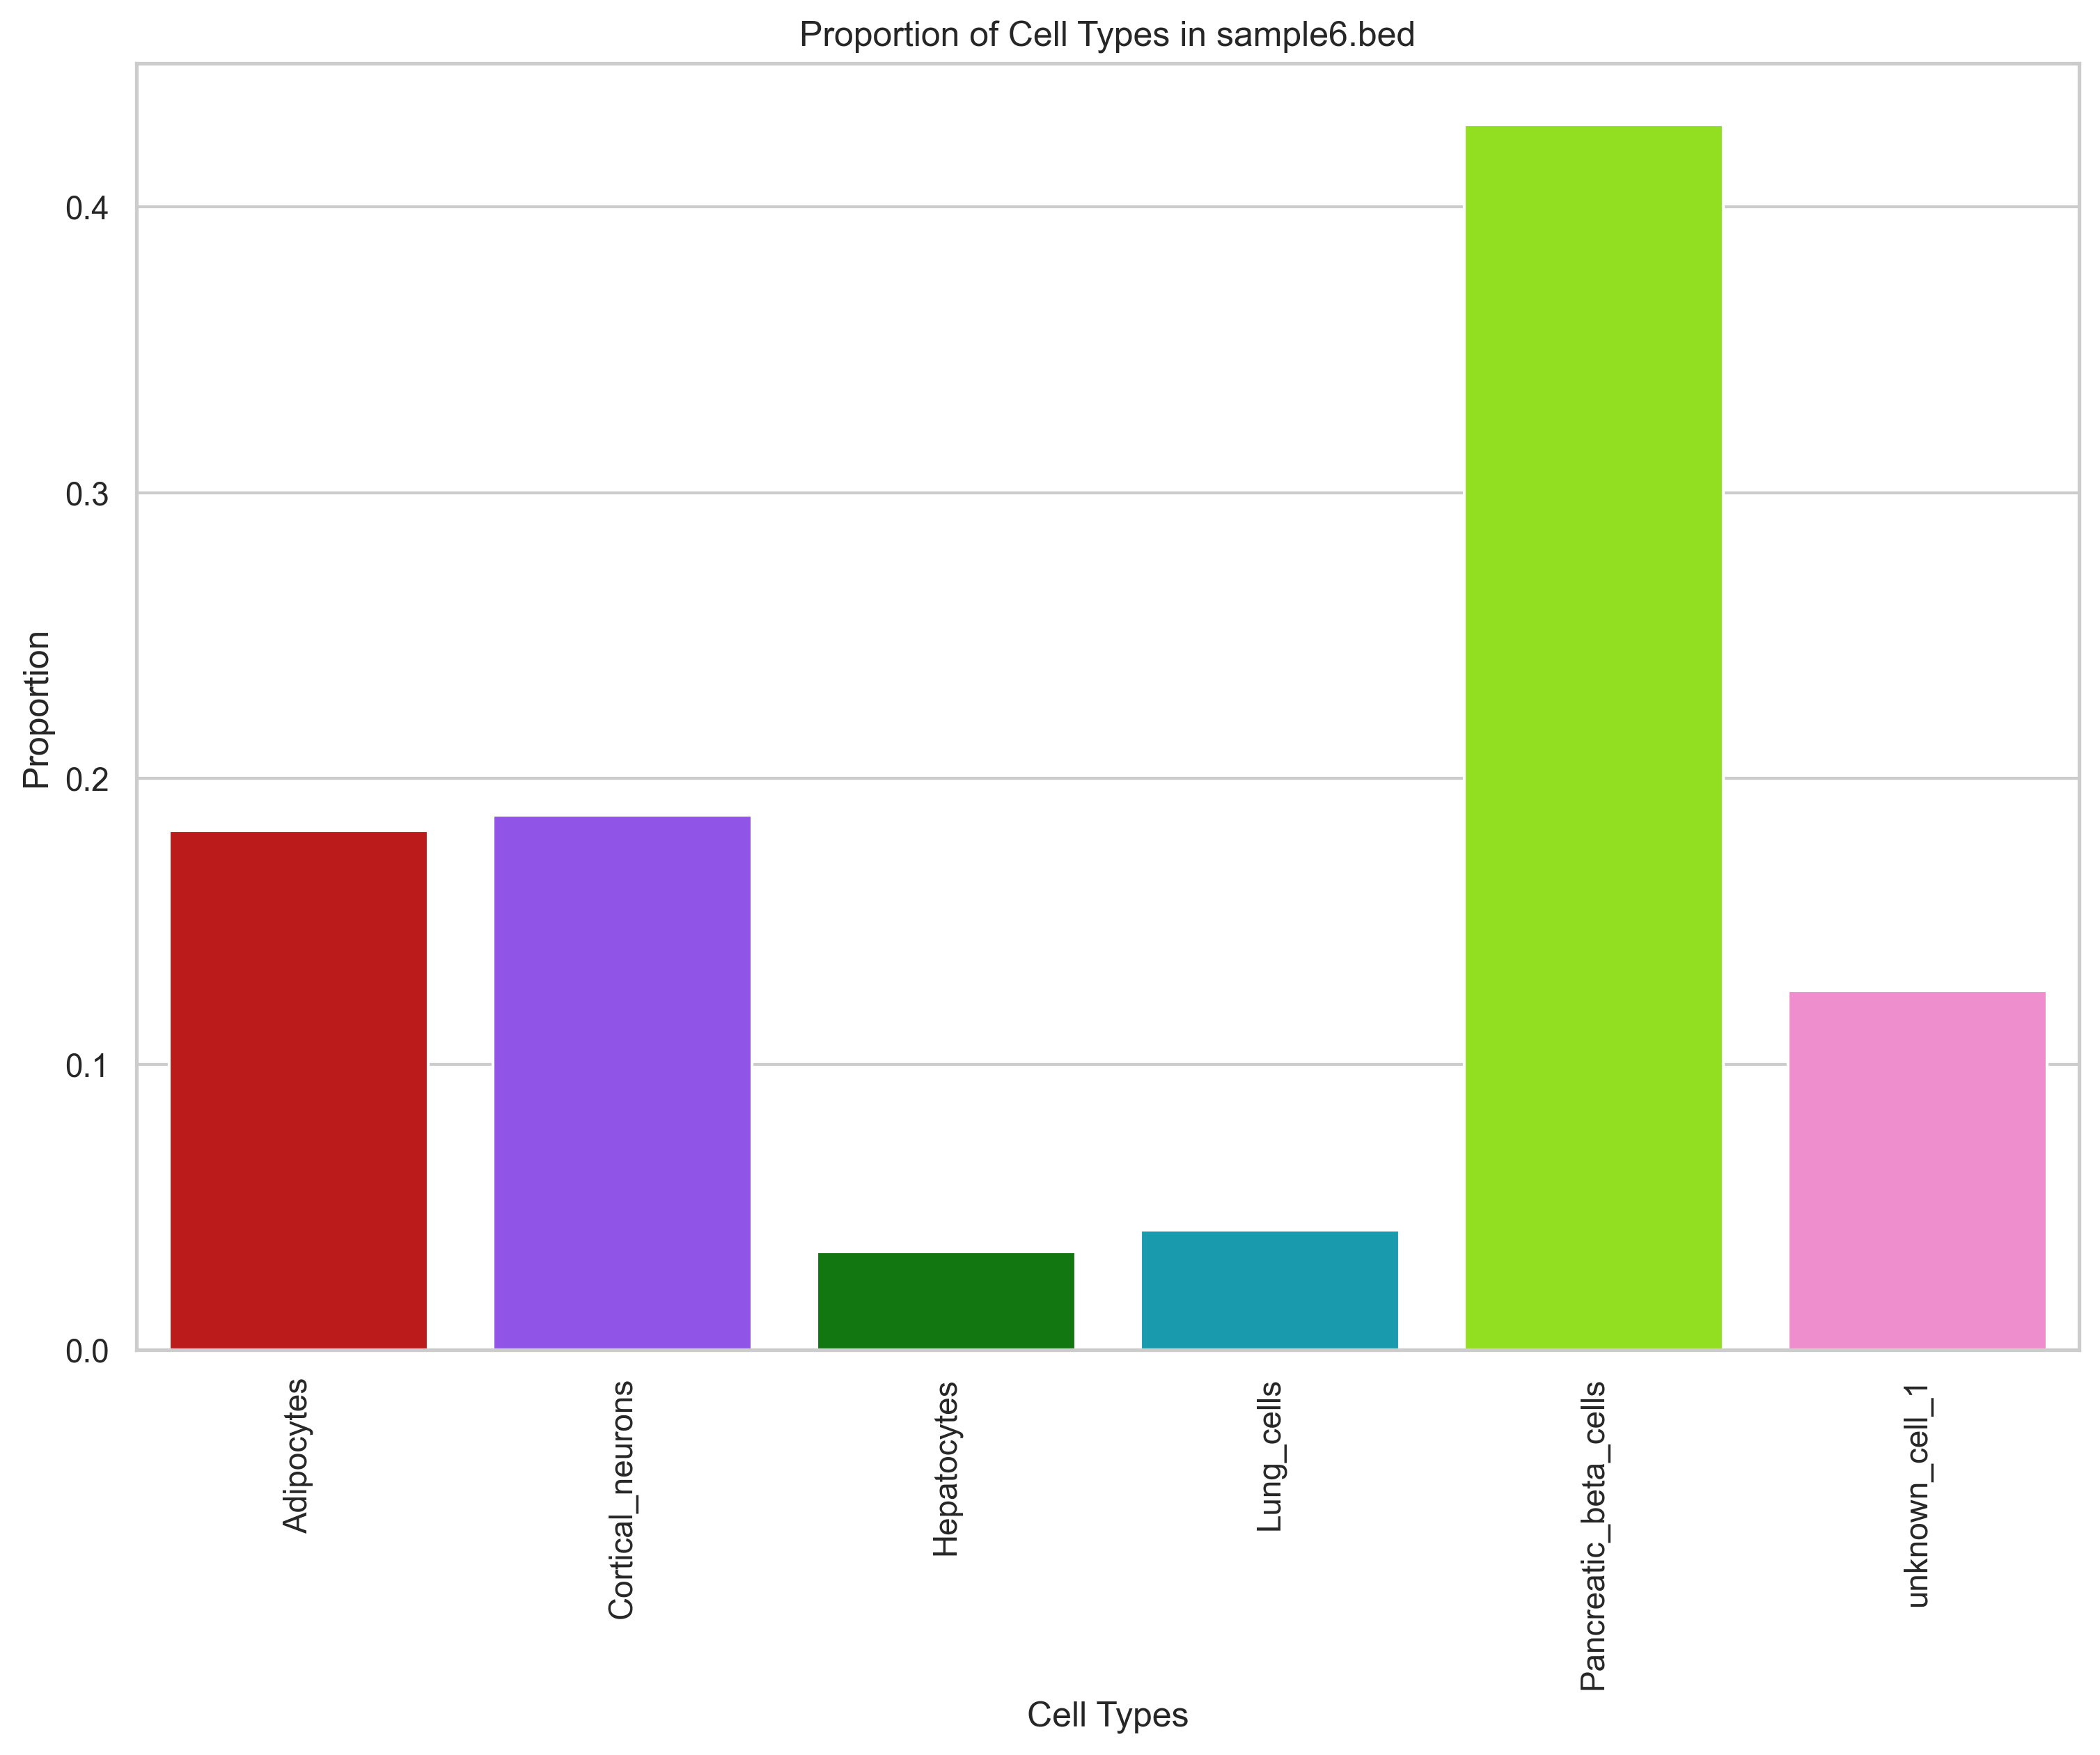 Proportion of Cell Types in sample6.bed
Proportion
0.4
0.3
0.2
0.1
0.0
Adipocytes
Cortical_neurons
Hepatocytes
Lung_cells
Pancreatic_beta_cells
unknown_cell_1
Cell Types